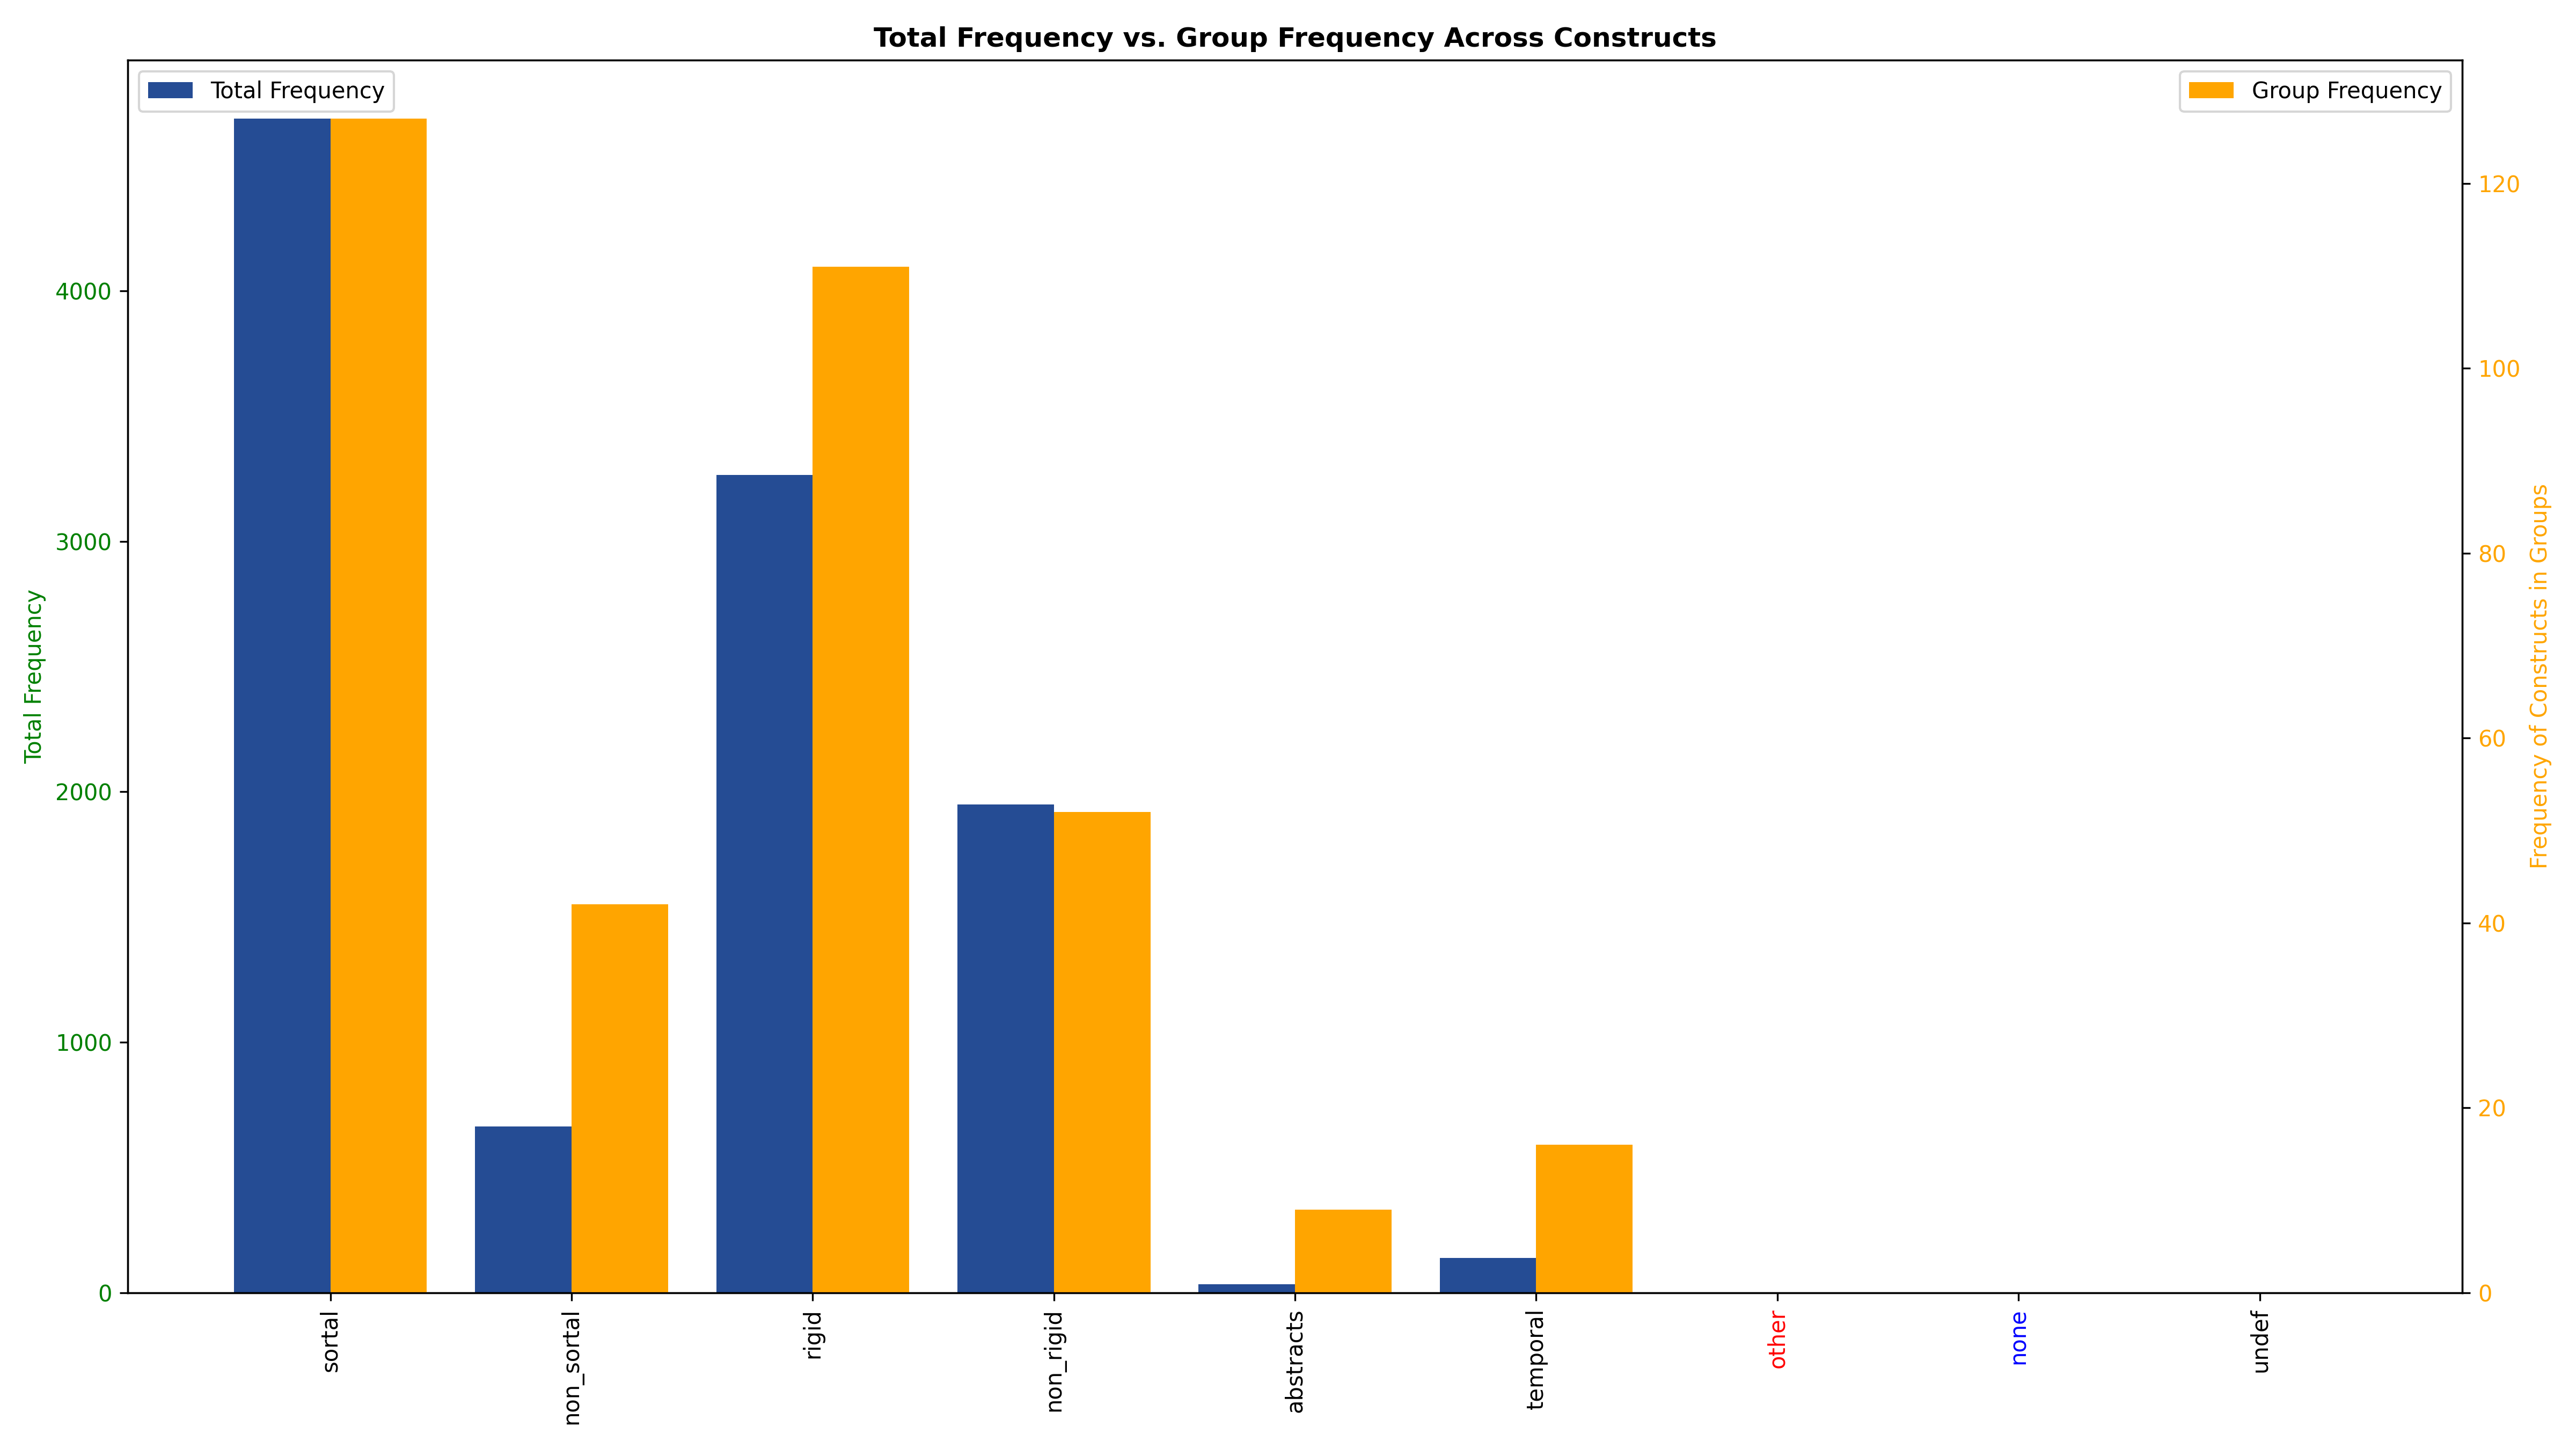 Total Frequency vs. Group Frequency Across Constructs
Total Frequency
Group Frequency
Total Frequency
4000
3000
2000
1000
0
120
100
80
60
40
20
0
Frequency of Constructs in Groups
sortal
non_sortal
rigid
non_rigid
abstracts
temporal
other
none
undef